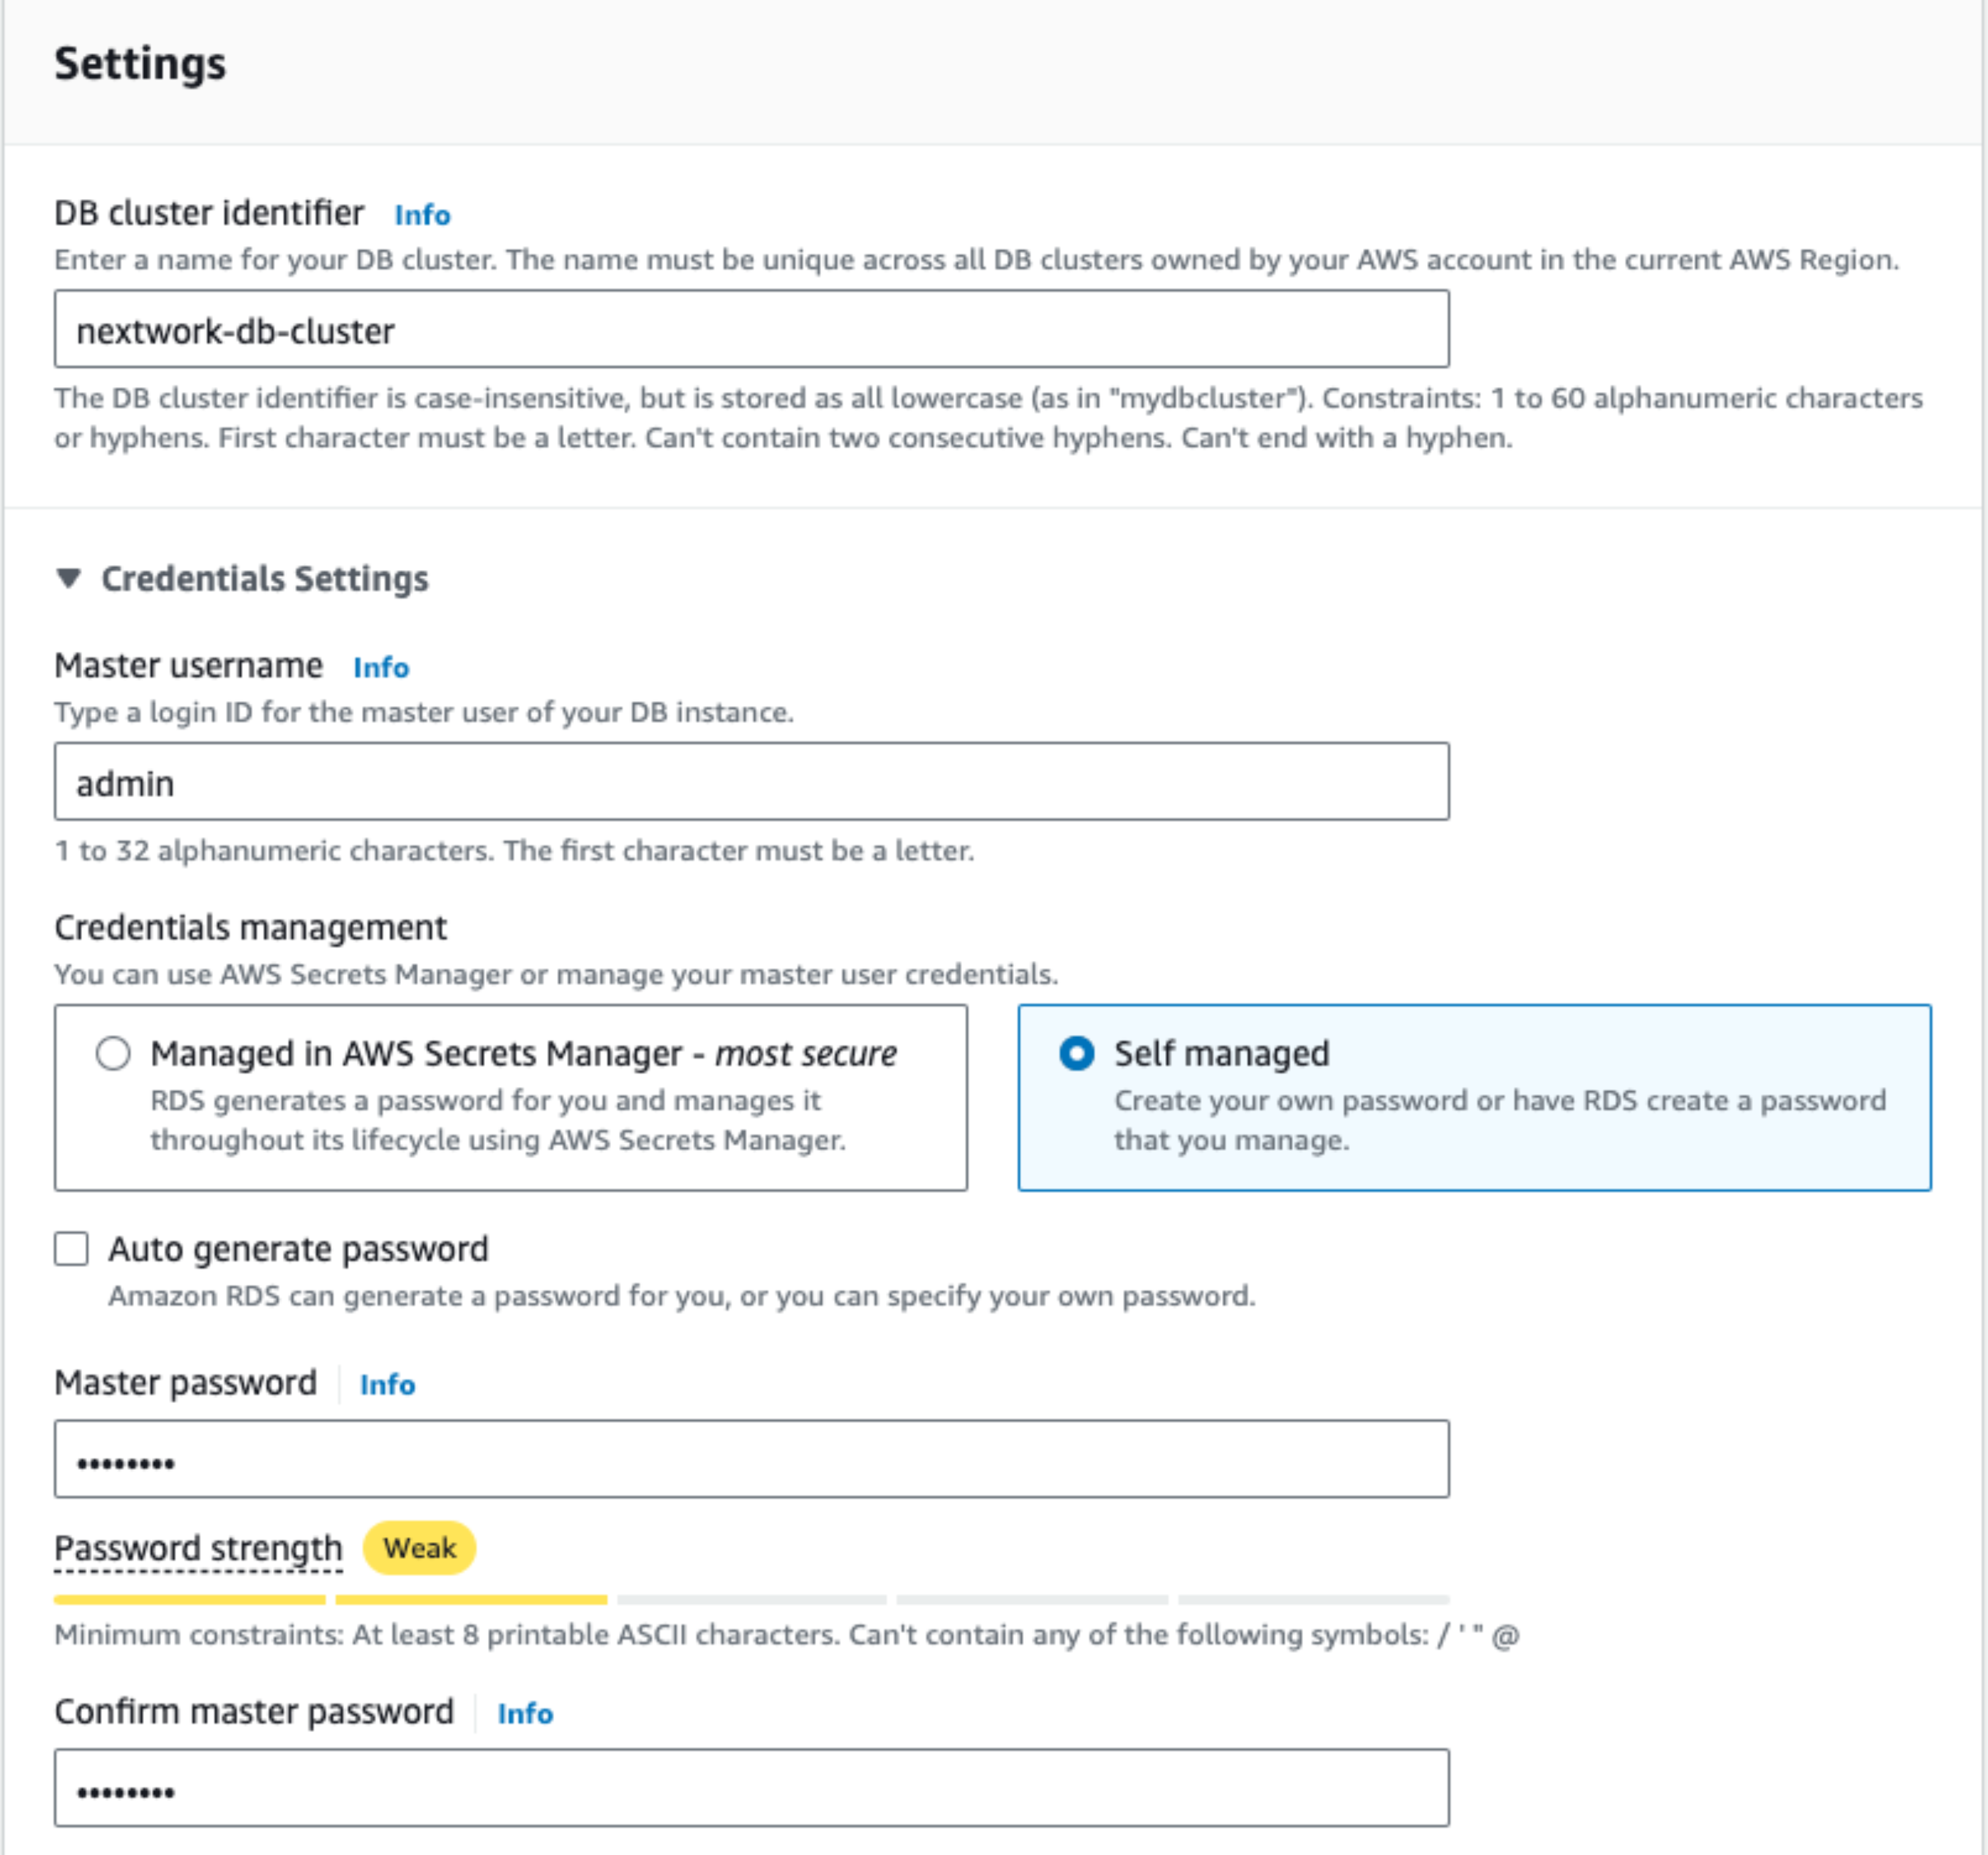 Settings
DB cluster identifier Info
Enter a name for your DB cluster. The name must be unique across all DB clusters owned by your AWS account in the current AWS Region.
nextwork-db-cluster
The DB cluster identifier is case-insensitive, but is stored as all lowercase (as in "mydbcluster"). Constraints: 1 to 60 alphanumeric characters
or hyphens. First character must be a letter. Can't contain two consecutive hyphens. Can't end with a hyphen.
Credentials Settings
Master username Info
Type a login ID for the master user of your DB instance.
admin
1 to 32 alphanumeric characters. The first character must be a letter.
Credentials management
You can use AWS Secrets Manager or manage your master user credentials.
Managed in AWS Secrets Manager - most secure
RDS generates a password for you and manages it
throughout its lifecycle using AWS Secrets Manager.
Self managed
Create your own password or have RDS create a password
that you manage.
Auto generate password
Amazon RDS can generate a password for you, or you can specify your own password.
Master password Info
••••••••
Password strength Weak
Minimum constraints: At least 8 printable ASCII characters. Can't contain any of the following symbols: / ' " @
Confirm master password Info
••••••••